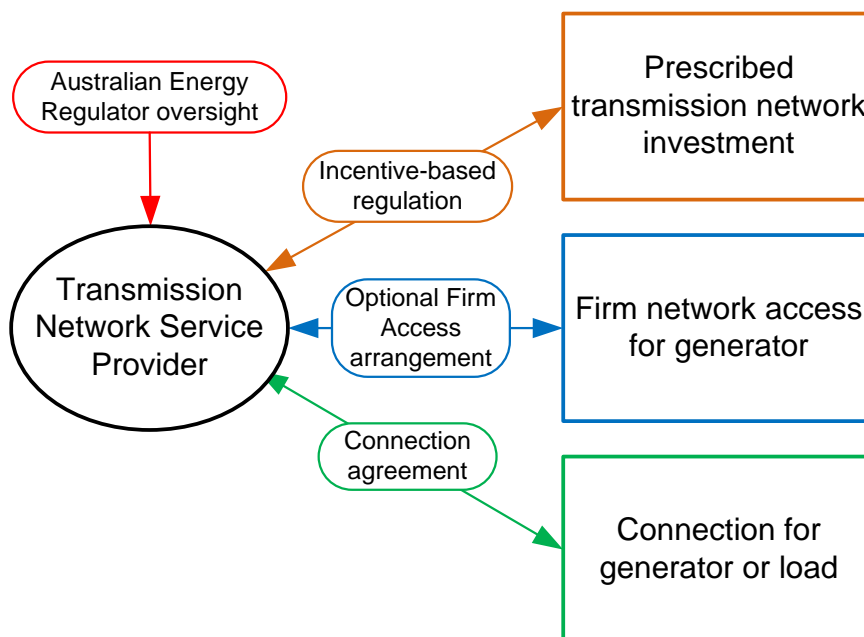 Australian Energy
Regulator oversight
Prescribed
transmission network
investment
Incentive-based
regulation
Transmission
Network Service
Provider
Optional Firm
Access
arrangement
Firm network access
for generator
Connection
agreement
Connection for
generator or load